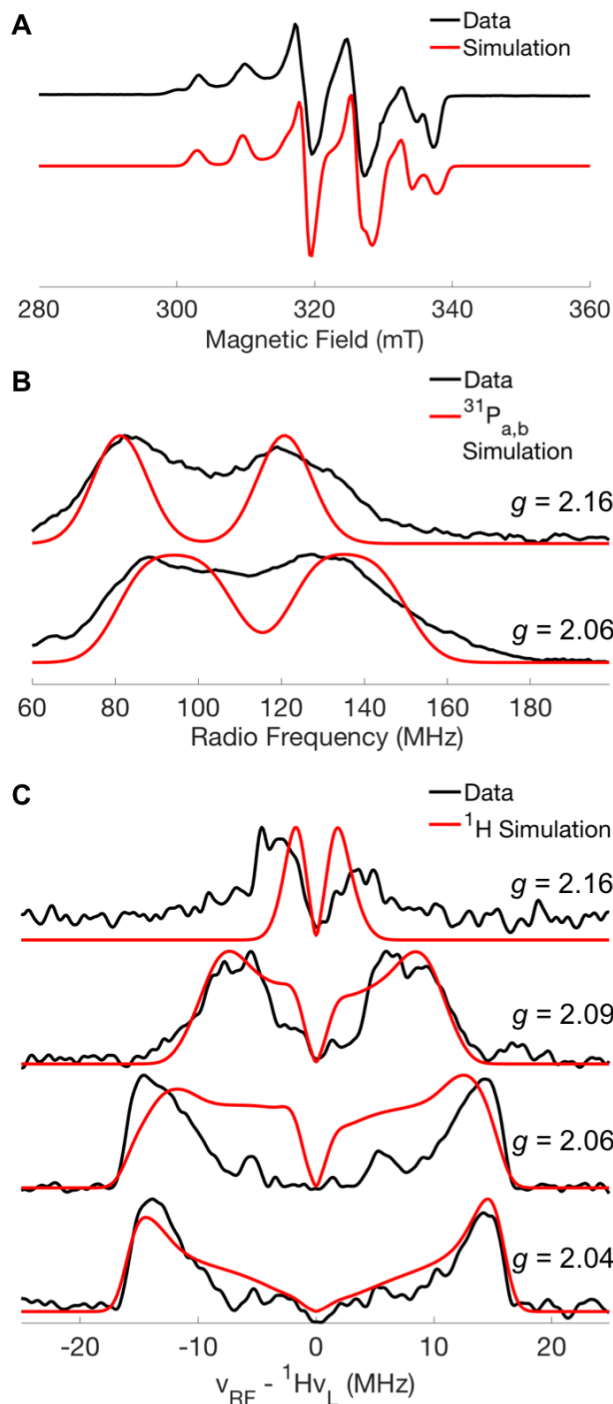 A
Data
Simulation
280 300 320 340 360
Magnetic Field (mT)
B
Data
³¹Pₐ,b
Simulation
g = 2.16
g = 2.06
60 80 100 120 140 160 180
Radio Frequency (MHz)
C
Data
¹H Simulation
g = 2.16
g = 2.09
g = 2.06
g = 2.04
-20 -10 0 10 20
ν_RF - ¹Hν_L (MHz)